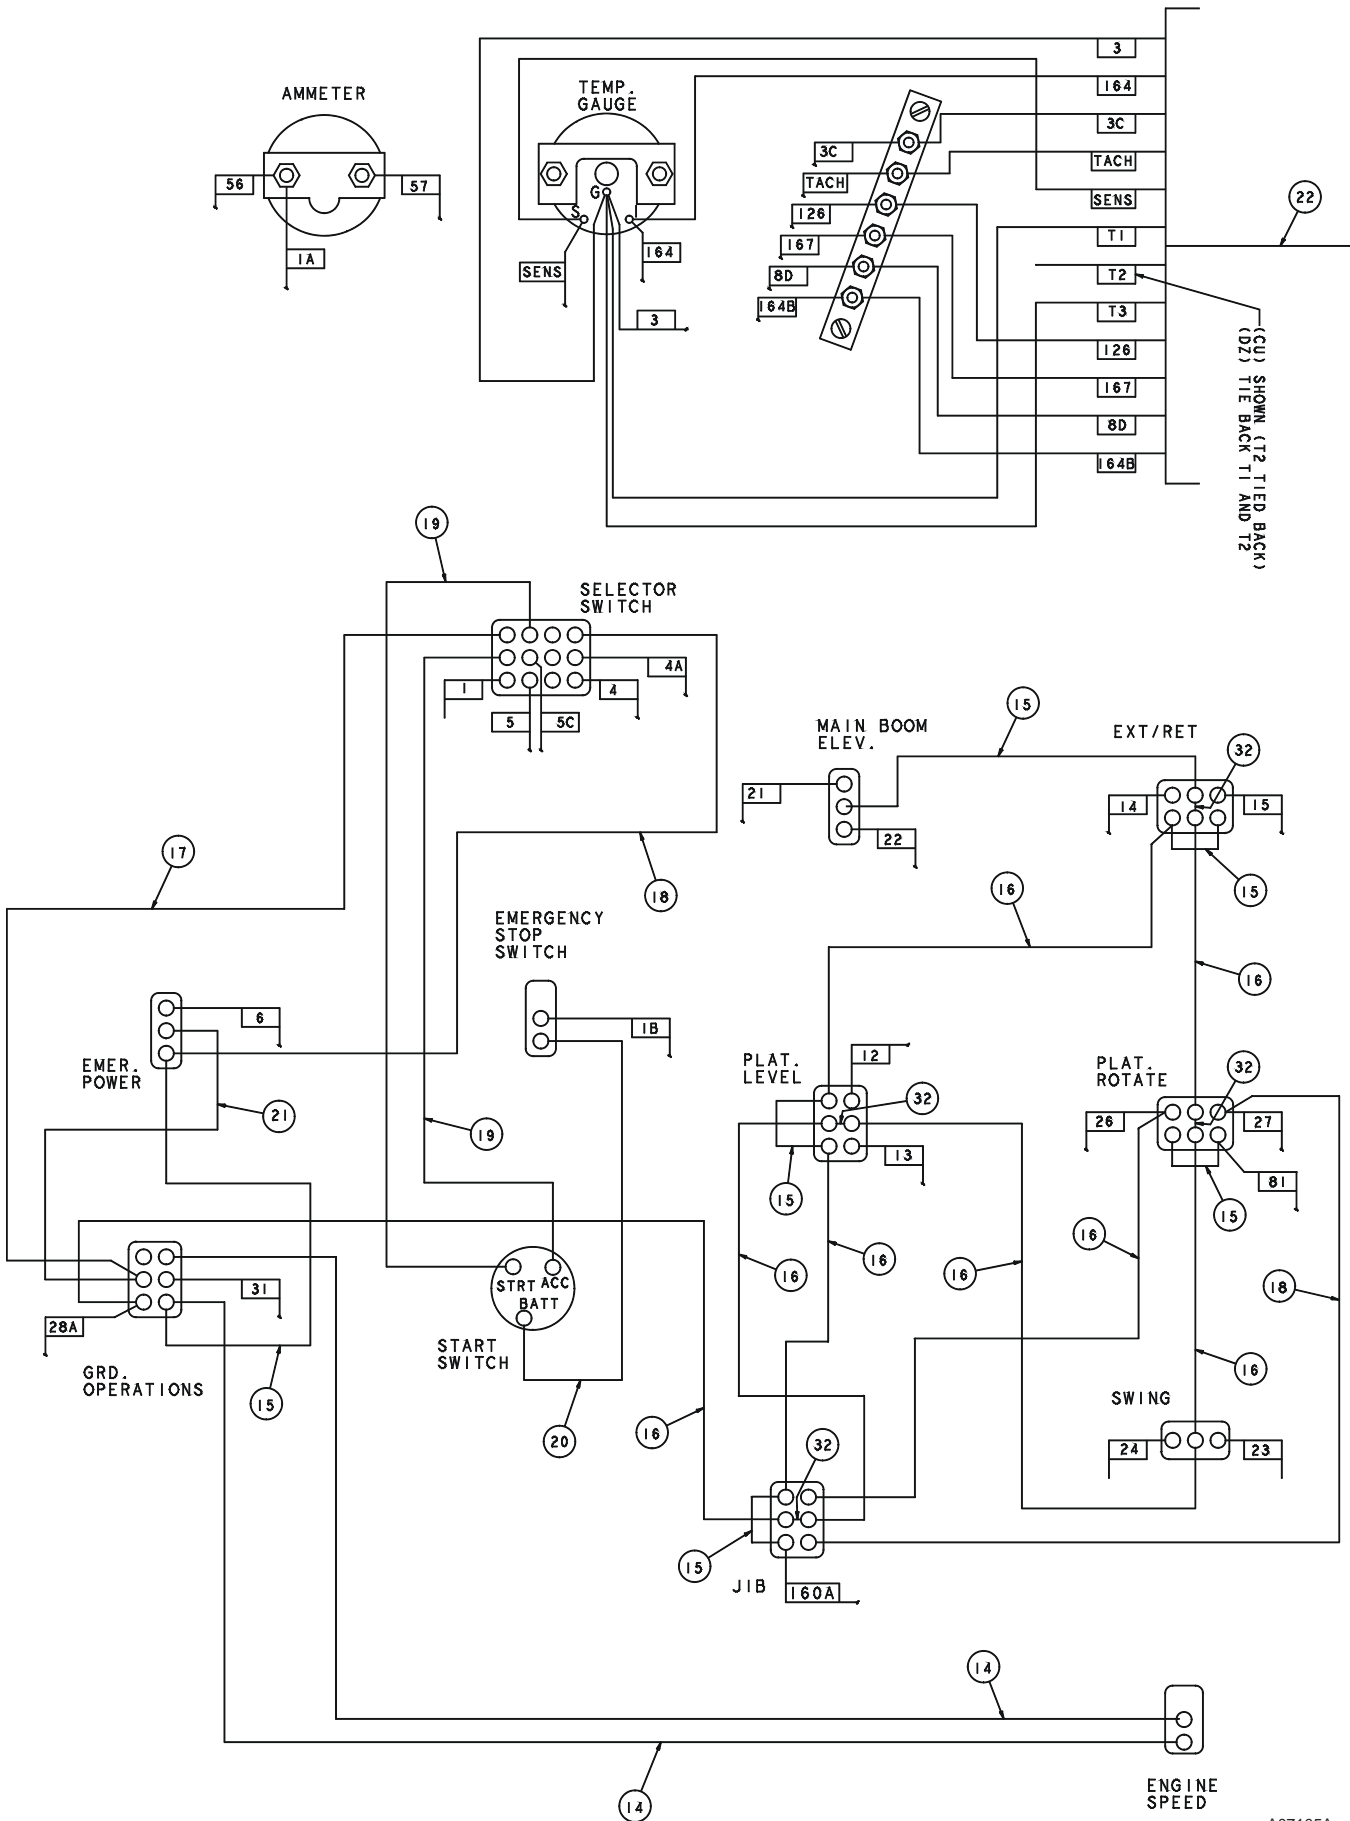 3
164
3C
TACH
SENS
T1
T2
T3
126
167
8D
164B
22
(CU) SHOWN (T2 TIED BACK)
(DZ) TIE BACK T1 AND T2
AMMETER
56
57
1A
TEMP.
GAUGE
G
S
I
SENS
164
3
3C
TACH
126
167
8D
164B
19
SELECTOR
SWITCH
4A
1
4
5
5C
MAIN BOOM
ELEV.
21
22
15
EXT/RET
32
14
15
15
17
18
16
16
EMERGENCY
STOP
SWITCH
1B
6
EMER.
POWER
21
19
PLAT.
LEVEL
12
32
13
15
PLAT.
ROTATE
32
26
27
81
15
16
16
16
16
18
31
28A
GRD.
OPERATIONS
15
STRT
ACC
BATT
START
SWITCH
20
16
16
SWING
24
23
32
15
JIB
160A
14
14
ENGINE
SPEED